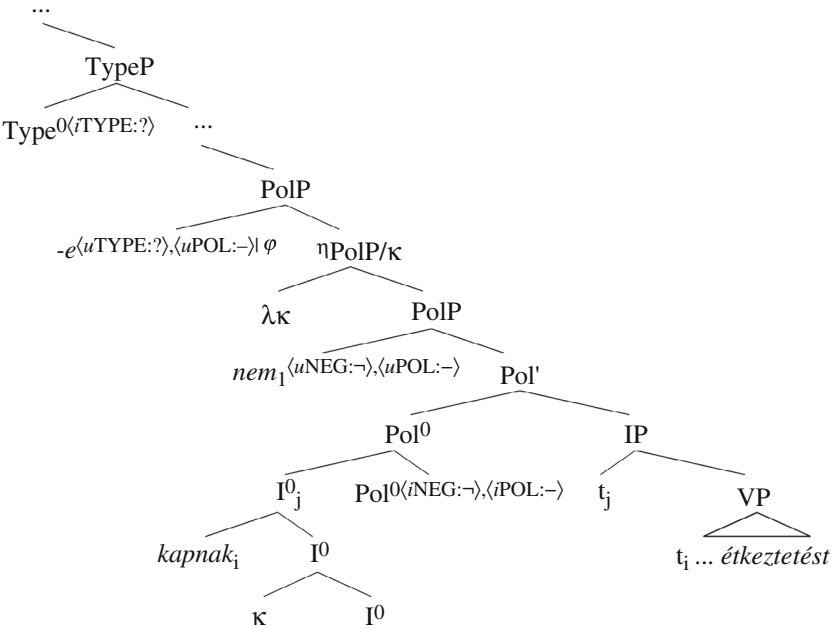 ...
TypeP
Type⁰⟨iTYPE:?⟩ ...
PolP
-e⟨uTYPE:?⟩,⟨uPOL:–⟩| φ ηPolP/κ
λκ PolP
nem₁⟨uNEG:¬⟩,⟨uPOL:–⟩ Pol'
Pol⁰ IP
I⁰j Pol⁰⟨iNEG:¬⟩,⟨iPOL:–⟩ tj VP
kapnaki I⁰ ti ... étkeztetést
κ I⁰